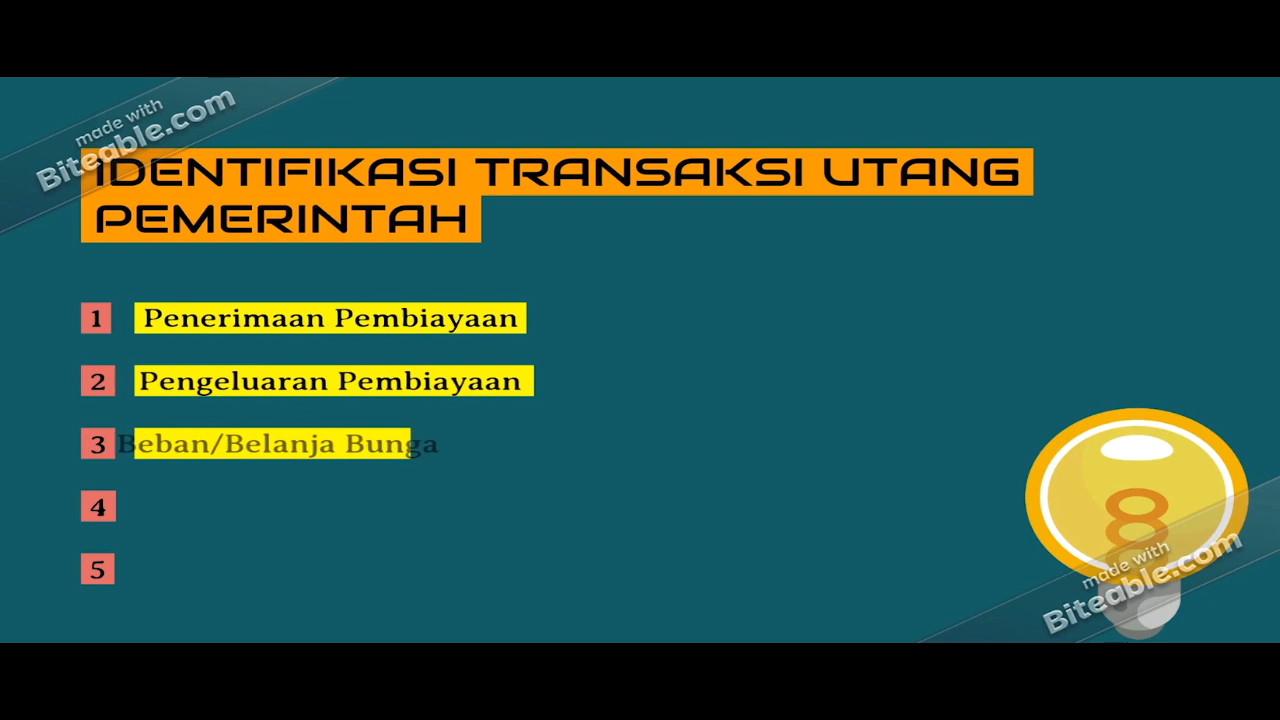 made with
Biteable.com
IDENTIFIKASI TRANSAKSI UTANG
PEMERINTAH
1 Penerimaan Pembiayaan
2 Pengeluaran Pembiayaan
3 Beban/Belanja Bunga
4
5
made with
Biteable.com